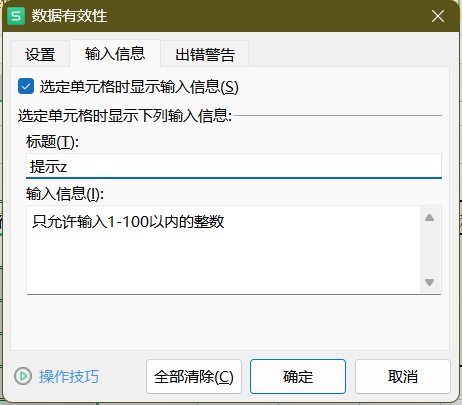 S 数据有效性
设置 输入信息 出错警告
选定单元格时显示输入信息(S)
选定单元格时显示下列输入信息:
标题(T):
提示z
输入信息(I):
只允许输入1-100以内的整数
操作技巧 全部清除(C) 确定 取消